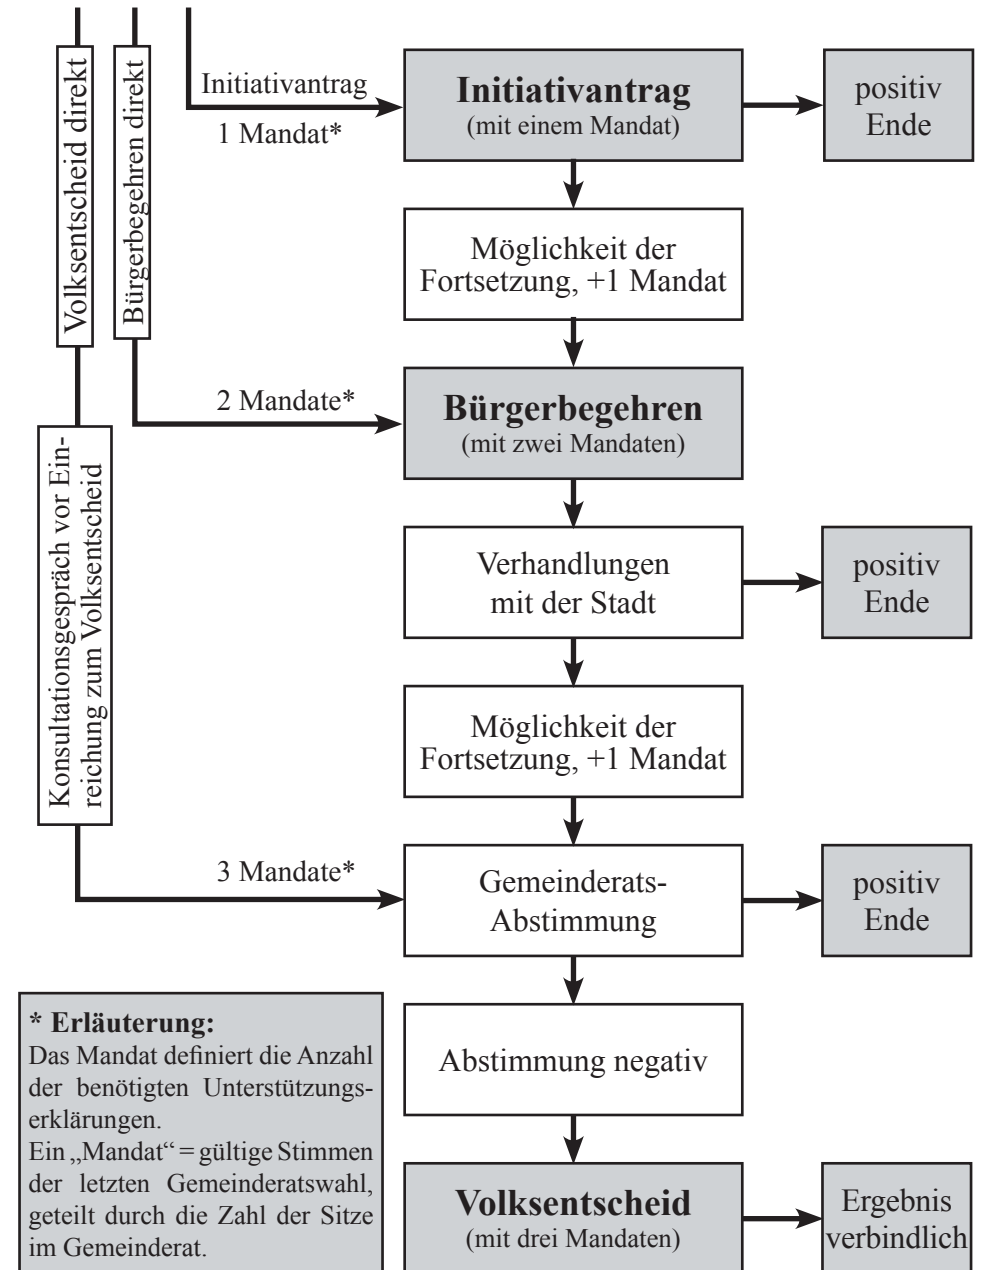 Volksentscheid direkt
Bürgerbegehren direkt
Initiativantrag
1 Mandat*
Initiativantrag
(mit einem Mandat)
positiv
Ende
Möglichkeit der
Fortsetzung, +1 Mandat
2 Mandate*
Bürgerbegehren
(mit zwei Mandaten)
Konsultationsgespräch vor Ein-
reichung zum Volksentscheid
Verhandlungen
mit der Stadt
positiv
Ende
Möglichkeit der
Fortsetzung, +1 Mandat
3 Mandate*
Gemeinderats-
Abstimmung
positiv
Ende
Abstimmung negativ
* Erläuterung:
Das Mandat definiert die Anzahl
der benötigten Unterstützungs-
erklärungen.
Ein „Mandat“ = gültige Stimmen
der letzten Gemeinderatswahl,
geteilt durch die Zahl der Sitze
im Gemeinderat.
Volksentscheid
(mit drei Mandaten)
Ergebnis
verbindlich